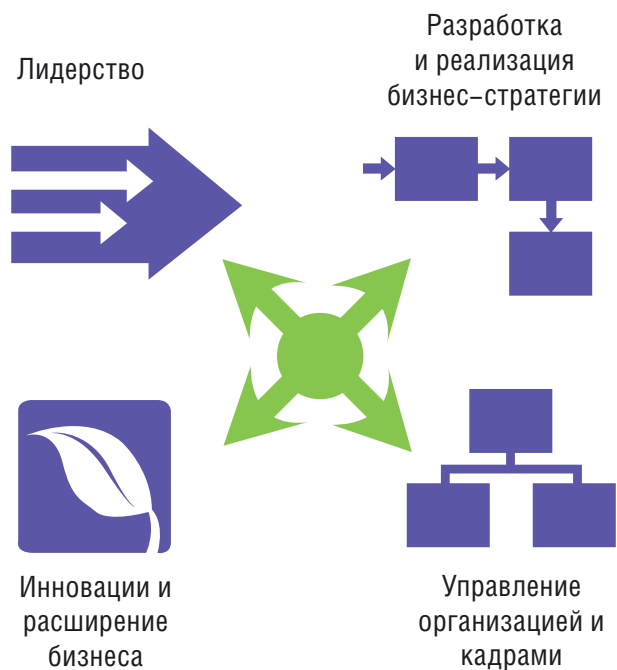 Лидерство
Разработка
и реализация
бизнес–стратегии
Инновации и
расширение
бизнеса
Управление
организацией и
кадрами